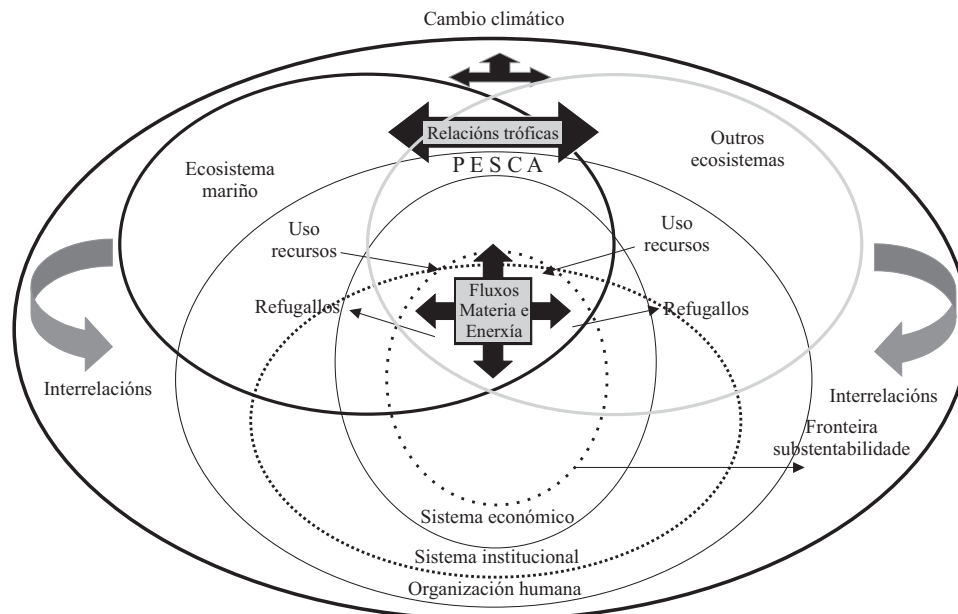 Cambio climático
Relacións tróficas
Outros
ecosistemas
Ecosistema
mariño
P E S C A
Uso
recursos
Uso
recursos
Fluxos
Materia e
Enerxía
Refugallos
Refugallos
Interrelacións
Interrelacións
Fronteira
substentabilidade
Sistema económico
Sistema institucional
Organización humana